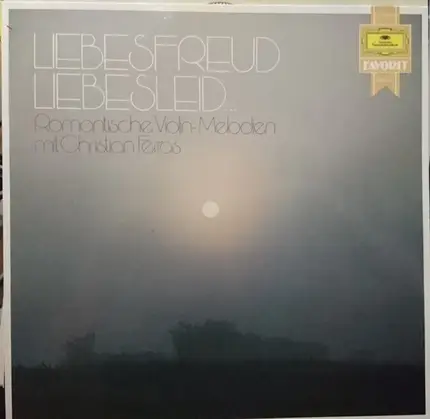 LIEBESFREUD
LIEBESLEID...
Romantische Violin-Melodien
mit Christian Ferras
FAVORIT